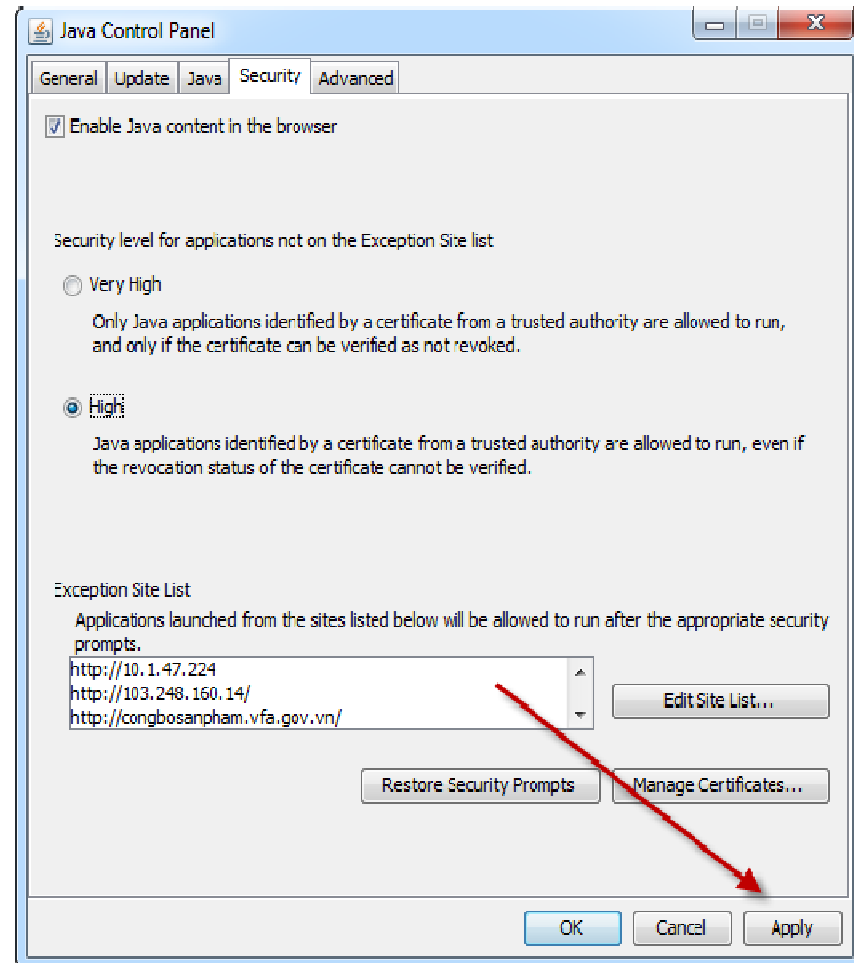 Java Control Panel
General Update Java Security Advanced
Enable Java content in the browser
Security level for applications not on the Exception Site list
Very High
Only Java applications identified by a certificate from a trusted authority are allowed to run,
and only if the certificate can be verified as not revoked.
High
Java applications identified by a certificate from a trusted authority are allowed to run, even if
the revocation status of the certificate cannot be verified.
Exception Site List
Applications launched from the sites listed below will be allowed to run after the appropriate security
prompts.
http://10.1.47.224
http://103.248.160.14/
http://congbosanpham.vfa.gov.vn/
Edit Site List...
Restore Security Prompts Manage Certificates...
OK Cancel Apply